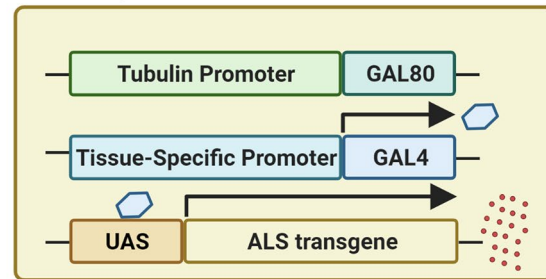 Tubulin Promoter GAL80
Tissue-Specific Promoter GAL4
UAS ALS transgene